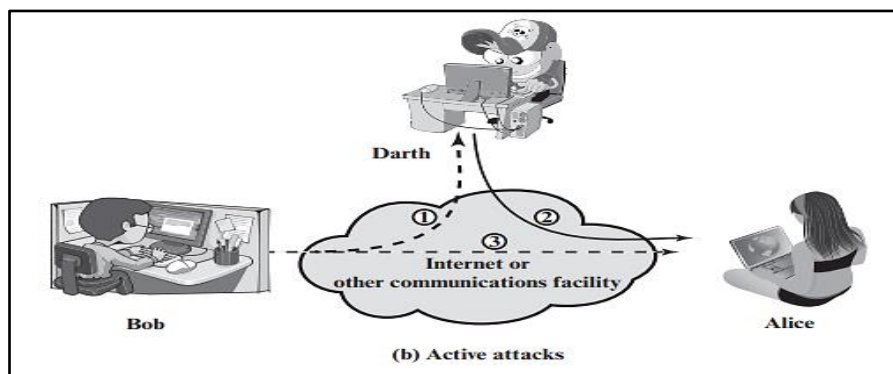 Darth
①
②
③
Internet or
other communications facility
Bob
Alice
(b) Active attacks